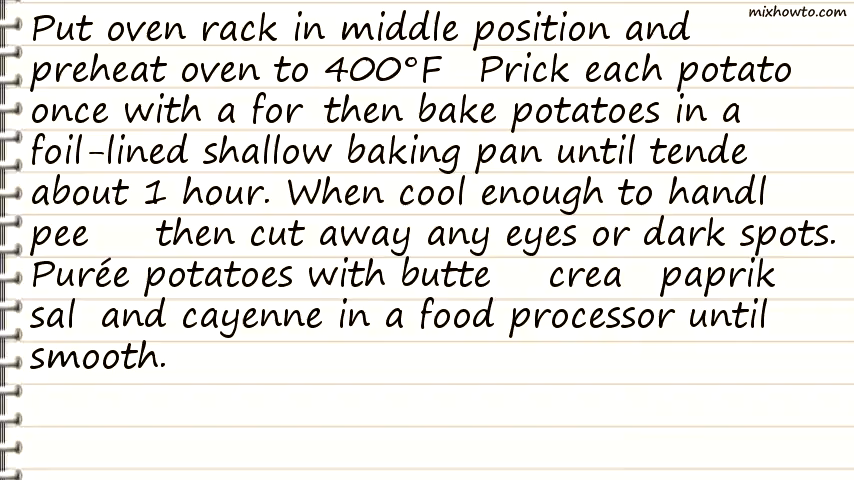 mixhowto.com
Put oven rack in middle position and
preheat oven to 400°F Prick each potato
once with a for then bake potatoes in a
foil-lined shallow baking pan until tende
about 1 hour. When cool enough to handl
pee then cut away any eyes or dark spots.
Purée potatoes with butte crea paprik
sal and cayenne in a food processor until
smooth.